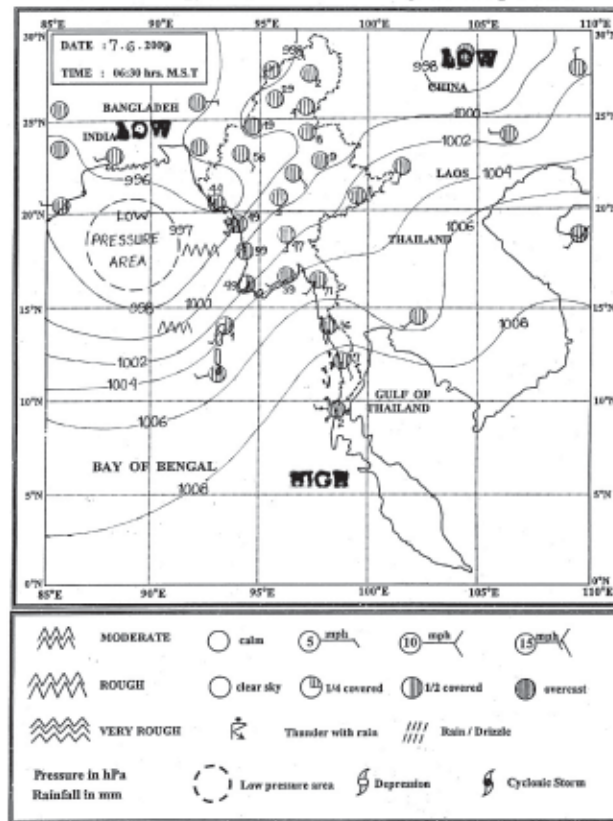 85°E 90°E 95°E 100°E 105°E 110°E
30°N 30°N
DATE : 7.6.2009
TIME : 06:30 hrs. M.S.T
998 LOW
998 LOW
CHINA
BANGLADESH
1000
25°N 25°N
INDIA LOW
1002
996
LAOS 1004
20°N 20°N
LOW PRESSURE AREA
997
1006
THAILAND
998 1000
15°N 15°N
1006
1002
1004
1006
10°N 10°N
GULF OF THAILAND
BAY OF BENGAL
HIGH
1008
5°N 5°N
0°N 0°N
85°E 90°E 95°E 100°E 105°E 110°E
MODERATE calm 5 mph 10 mph 15 mph
ROUGH clear sky 1/4 covered 1/2 covered overcast
VERY ROUGH Thunder with rain Rain / Drizzle
Pressure in hPa
Rainfall in mm
Low pressure area Depression Cyclonic Storm